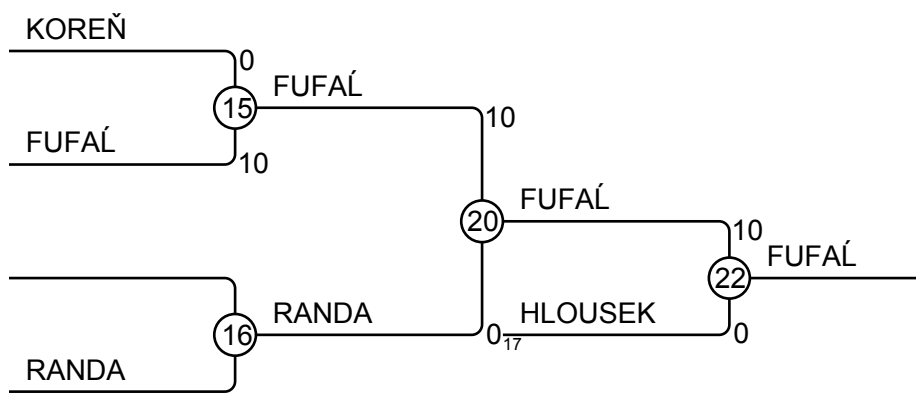 KOREŇ
0
15
FUFAĹ
10
FUFAĹ
10
20
FUFAĹ
10
22
FUFAĹ
16
RANDA
0
17
HLOUSEK
0
RANDA